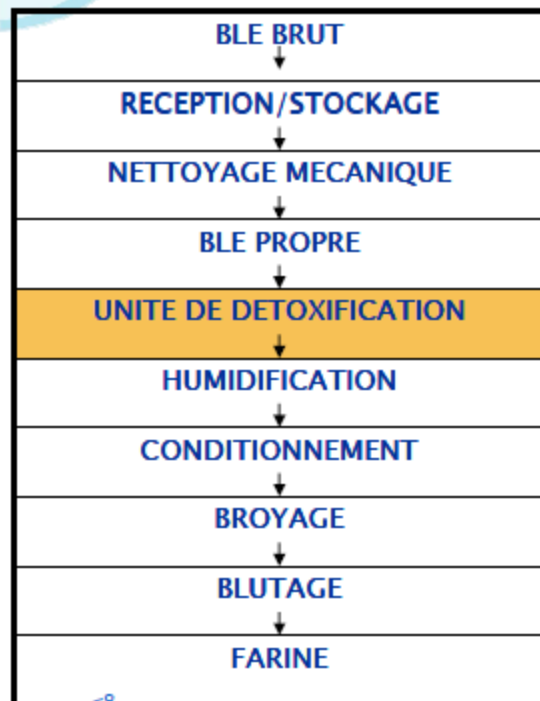 BLE BRUT
RECEPTION/STOCKAGE
NETTOYAGE MECANIQUE
BLE PROPRE
UNITE DE DETOXIFICATION
HUMIDIFICATION
CONDITIONNEMENT
BROYAGE
BLUTAGE
FARINE